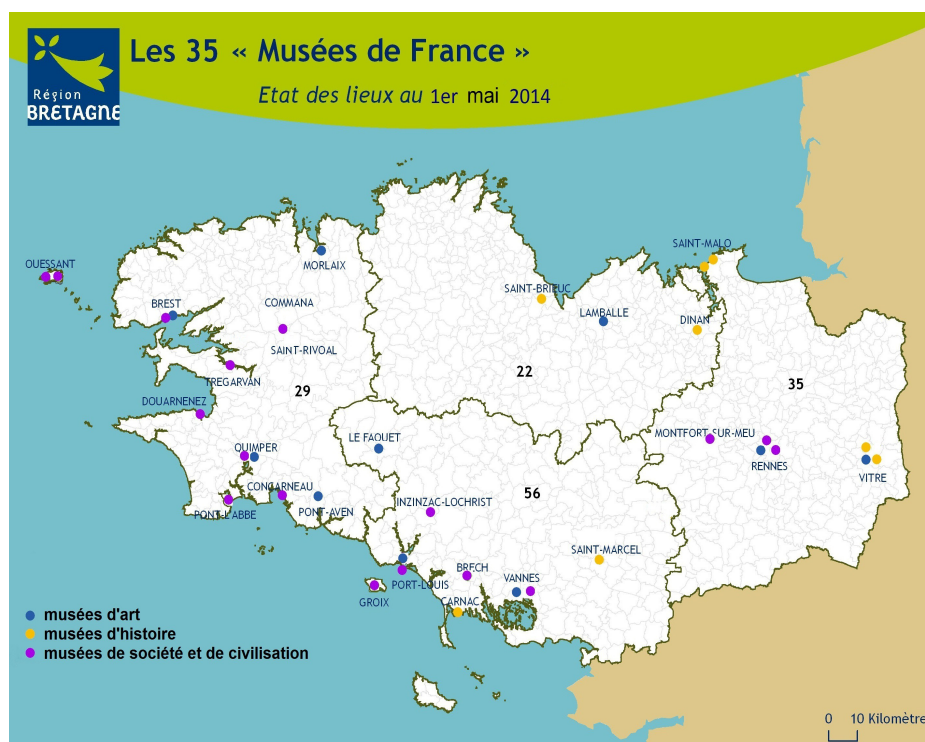 Région
BRETAGNE
Les 35 « Musées de France »
Etat des lieux au 1er mai 2014
SAINT-MALO
OUESSANT
MORLAIX
SAINT-BRIEUC
BREST
COMMANA
LAMBALLE
DINAN
SAINT-RIVOAL
TREGARVAN
22
35
29
DOUARNENEZ
MONTFORT-SUR-MEU
LE FAOUET
QUIMPER
RENNES
VITRE
CONCARNEAU
56
PONT-L'ABBE
PONT-AVEN
INZINZAC-LOCHRIST
SAINT-MARCEL
BRECH
VANNES
PORT-LOUIS
GROIX
CARNAC
musées d'art
musées d'histoire
musées de société et de civilisation
0 10 Kilomètre